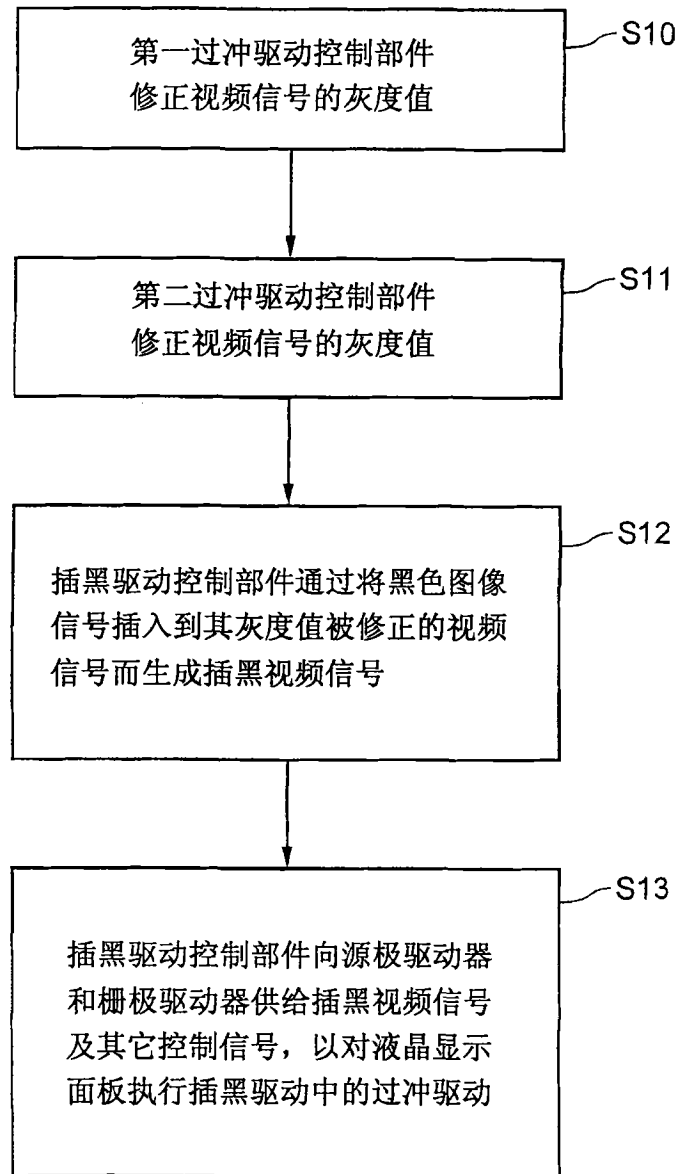 第一过冲驱动控制部件
修正视频信号的灰度值
S10
第二过冲驱动控制部件
修正视频信号的灰度值
S11
插黑驱动控制部件通过将黑色图像
信号插入到其灰度值被修正的视频
信号而生成插黑视频信号
S12
插黑驱动控制部件向源极驱动器
和栅极驱动器供给插黑视频信号
及其它控制信号，以对液晶显示
面板执行插黑驱动中的过冲驱动
S13